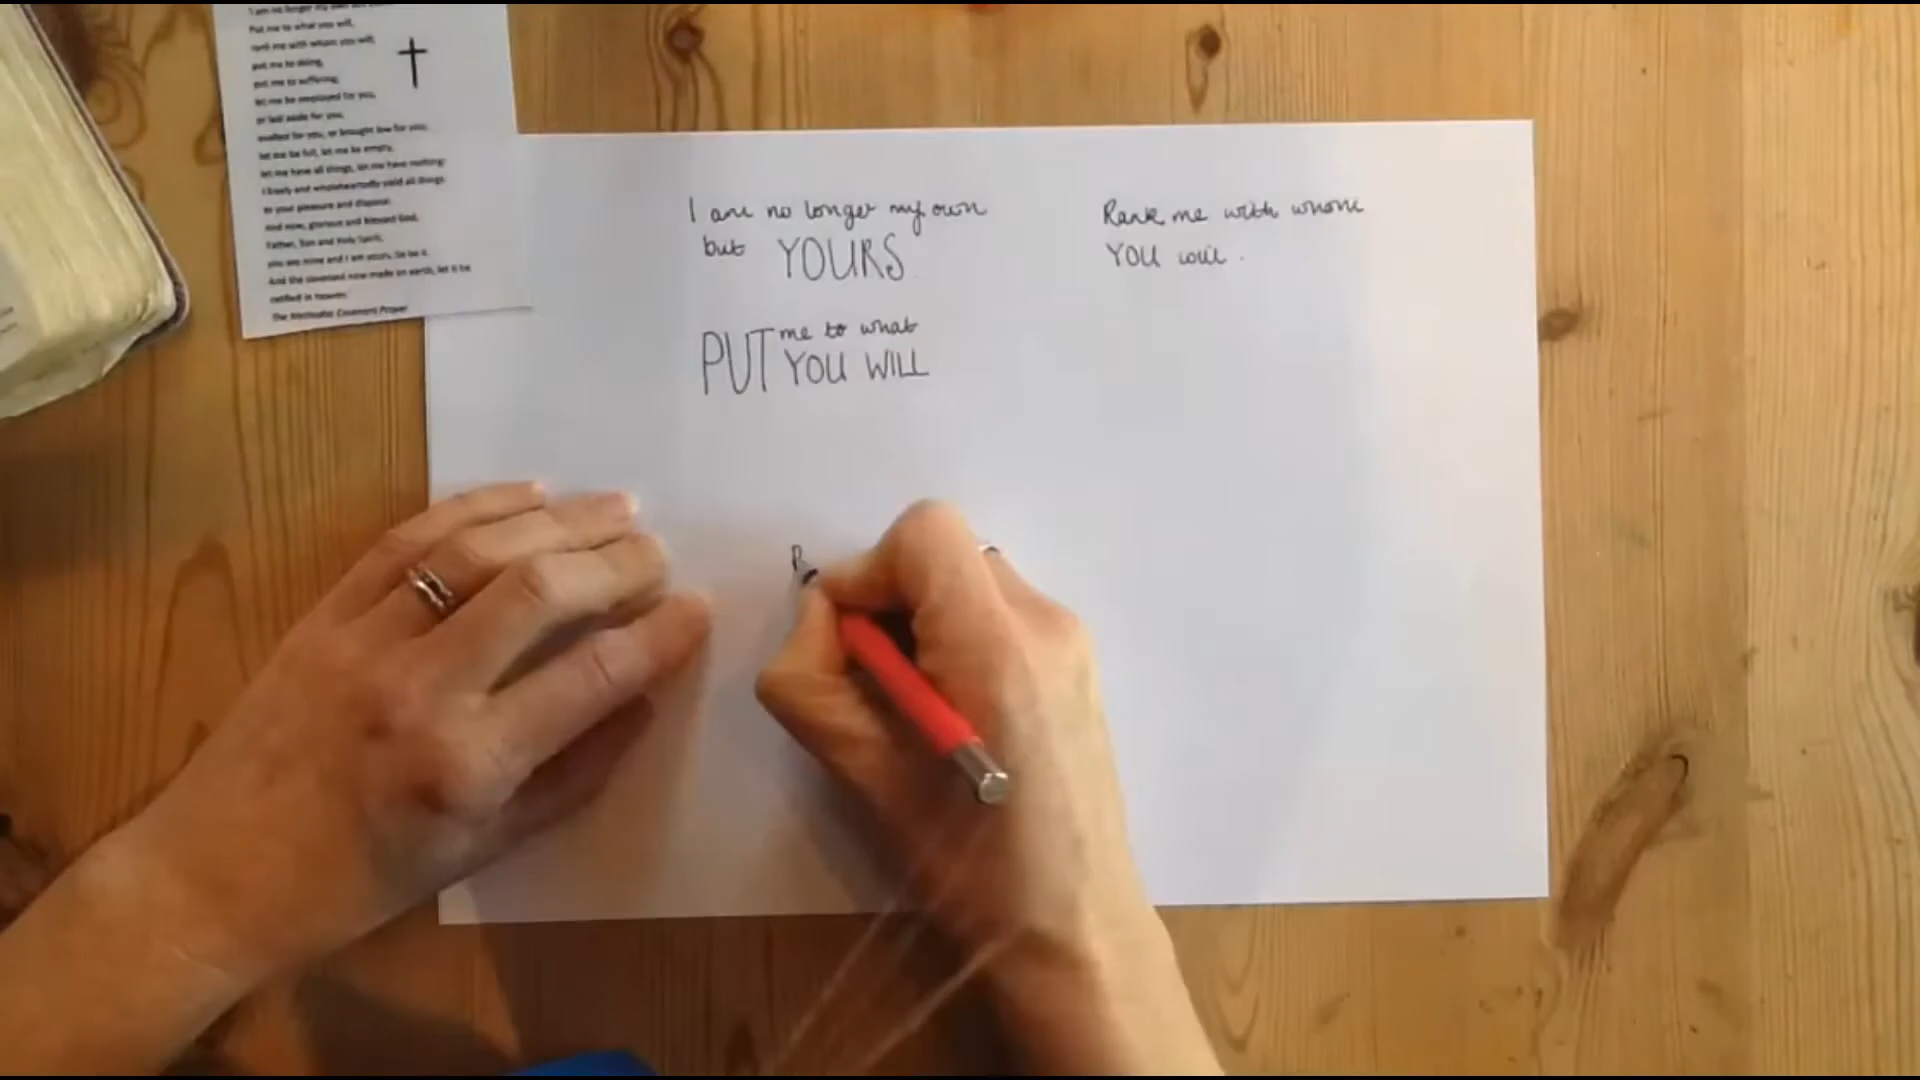 Put me to what you will,
rank me with whom you will;
put me to doing,
put me to suffering;
let me be employed for you,
or laid aside for you,
exalted for you, or brought low for you;
let me be full, let me be empty,
let me have all things, let me have nothing:
I freely and wholeheartedly yield all things
to your pleasure and disposal.
And now, glorious and blessed God,
Father, Son and Holy Spirit,
you are mine and I am yours. So be it.
And the covenant now made on earth, let it be
ratified in heaven.'
The Methodist Covenant Prayer
I am no longer my own
but YOURS
PUT me to what
YOU WILL
Rank me with whom
YOU will.